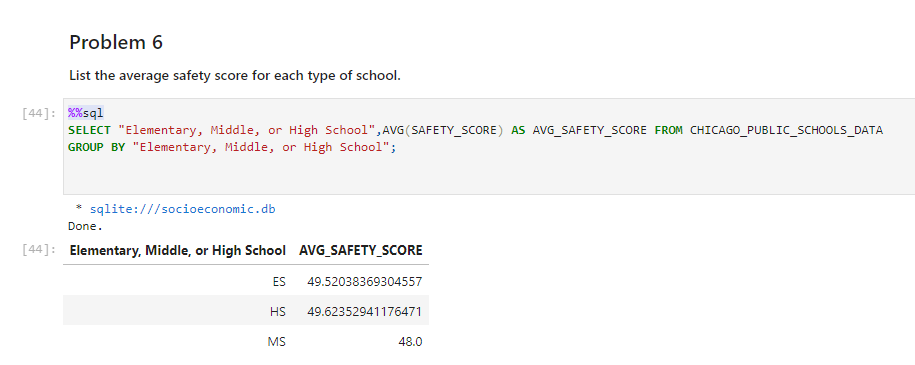 Problem 6
List the average safety score for each type of school.
[44]: %%sql
SELECT "Elementary, Middle, or High School",AVG(SAFETY_SCORE) AS AVG_SAFETY_SCORE FROM CHICAGO_PUBLIC_SCHOOLS_DATA
GROUP BY "Elementary, Middle, or High School";
* sqlite:///socioeconomic.db
Done.
[44]: Elementary, Middle, or High School AVG_SAFETY_SCORE
ES 49.52038369304557
HS 49.62352941176471
MS 48.0